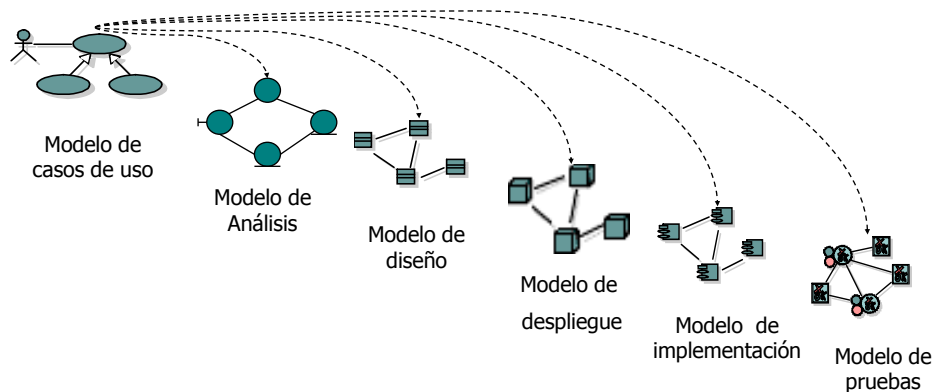 Modelo de
casos de uso
Modelo de
Análisis
Modelo de
diseño
Modelo de
despliegue
Modelo de
implementación
Modelo de
pruebas